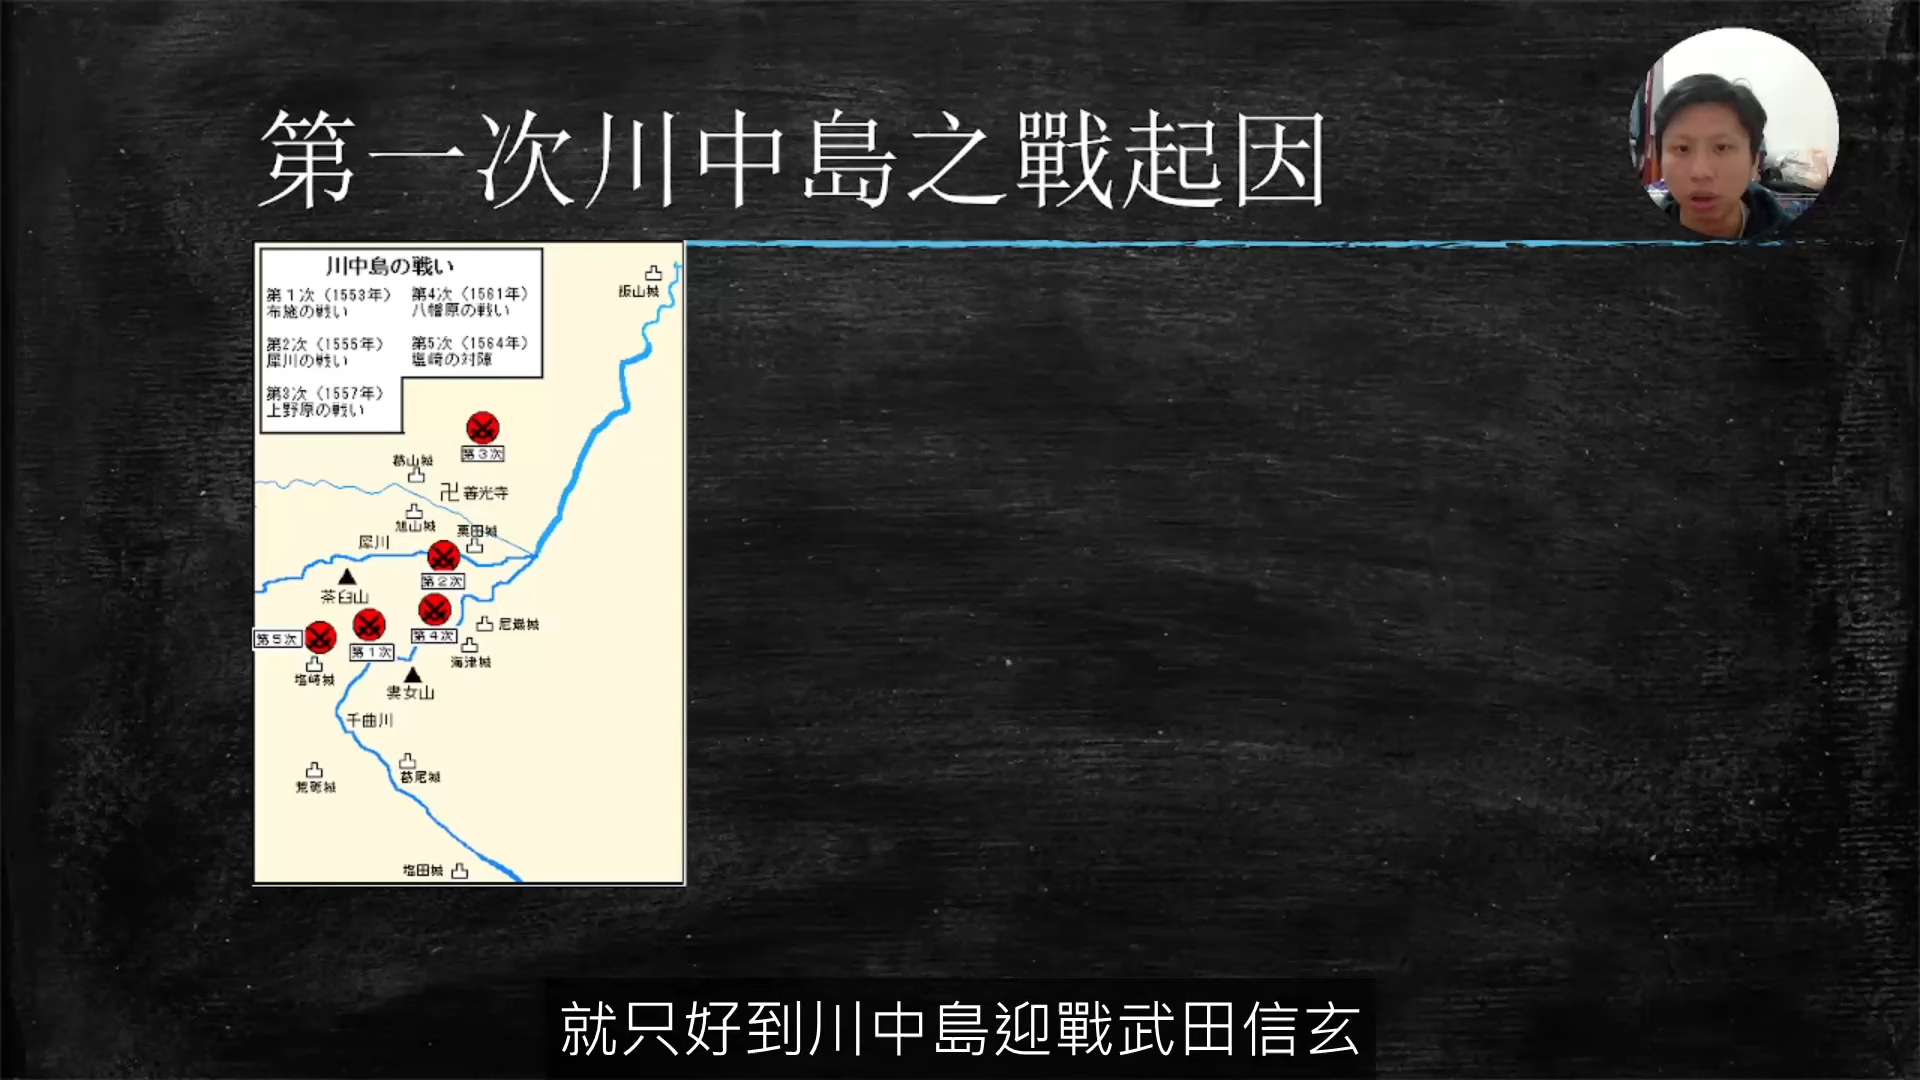 第一次川中島之戰起因
川中島の戦い
第1次（1553年）
布施の戦い
第4次（1561年）
八幡原の戦い
第2次（1555年）
犀川の戦い
第5次（1564年）
塩崎の対陣
第3次（1557年）
上野原の戦い
飯山城
第3次
葛山城
卍善光寺
旭山城
栗田城
犀川
第2次
茶臼山
第5次
第1次
第4次
尼巌城
海津城
塩崎城
妻女山
千曲川
荒砥城
葛尾城
塩田城
就只好到川中島迎戰武田信玄